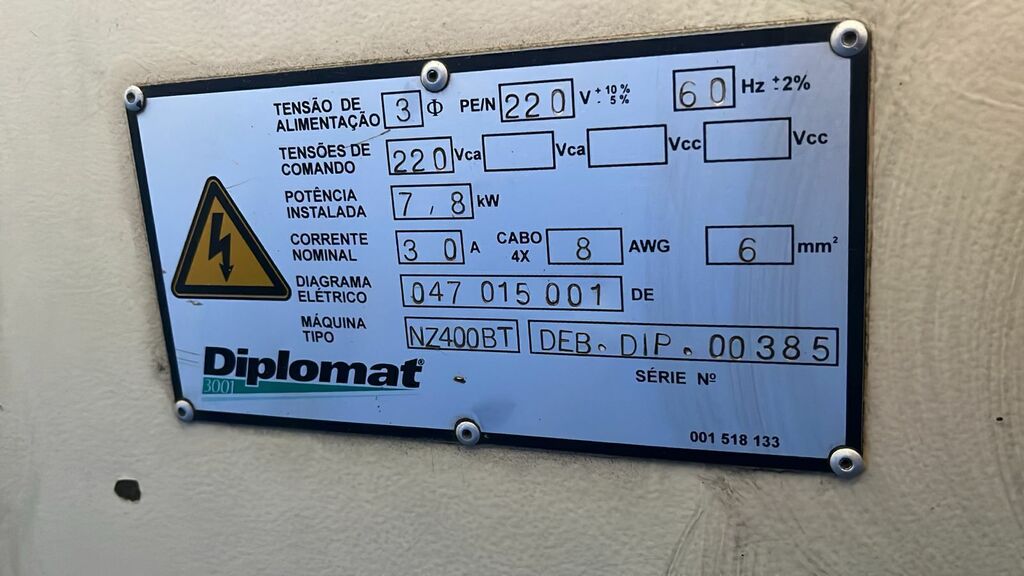 TENSÃO DE ALIMENTAÇÃO 3 Φ PE/N 220 V + 10 % - 5 % 60 Hz ± 2%
TENSÕES DE COMANDO 220 Vca Vca Vcc Vcc
POTÊNCIA INSTALADA 7,8 kW
CORRENTE NOMINAL 30 A CABO 4X 8 AWG 6 mm²
DIAGRAMA ELÉTRICO 047 015 001 DE
MÁQUINA TIPO NZ400BT DEB. DIP. 00385
SÉRIE Nº
Diplomat®
3001
001 518 133